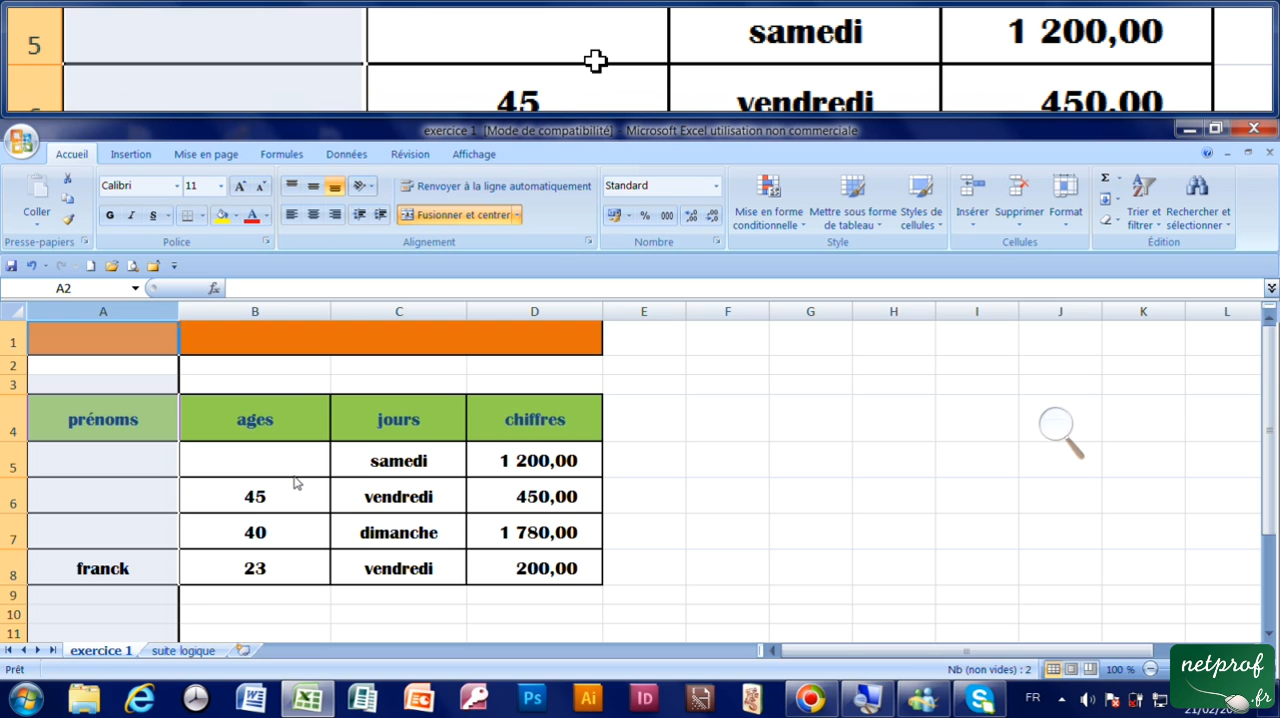 5 samedi 1 200,00
45 vendredi 450,00
exercice 1 [Mode de compatibilité] - Microsoft Excel utilisation non commerciale
Accueil Insertion Mise en page Formules Données Révision Affichage
Coller
Presse-papiers
Calibri 11
G I S A
Police
Renvoyer à la ligne automatiquement
Fusionner et centrer
Alignement
Standard
% 000
Nombre
Mise en forme conditionnelle
Mettre sous forme de tableau
Styles de cellules
Style
Insérer Supprimer Format
Cellules
Σ
Trier et filtrer
Rechercher et sélectionner
Édition
A2 fx
A B C D E F G H I J K L
1
2
3
4 prénoms ages jours chiffres
5 samedi 1 200,00
6 45 vendredi 450,00
7 40 dimanche 1 780,00
8 franck 23 vendredi 200,00
9
10
11
exercice 1 suite logique
Prêt Nb (non vides) : 2 100 %
netprof
.fr
Ps Ai ID FR